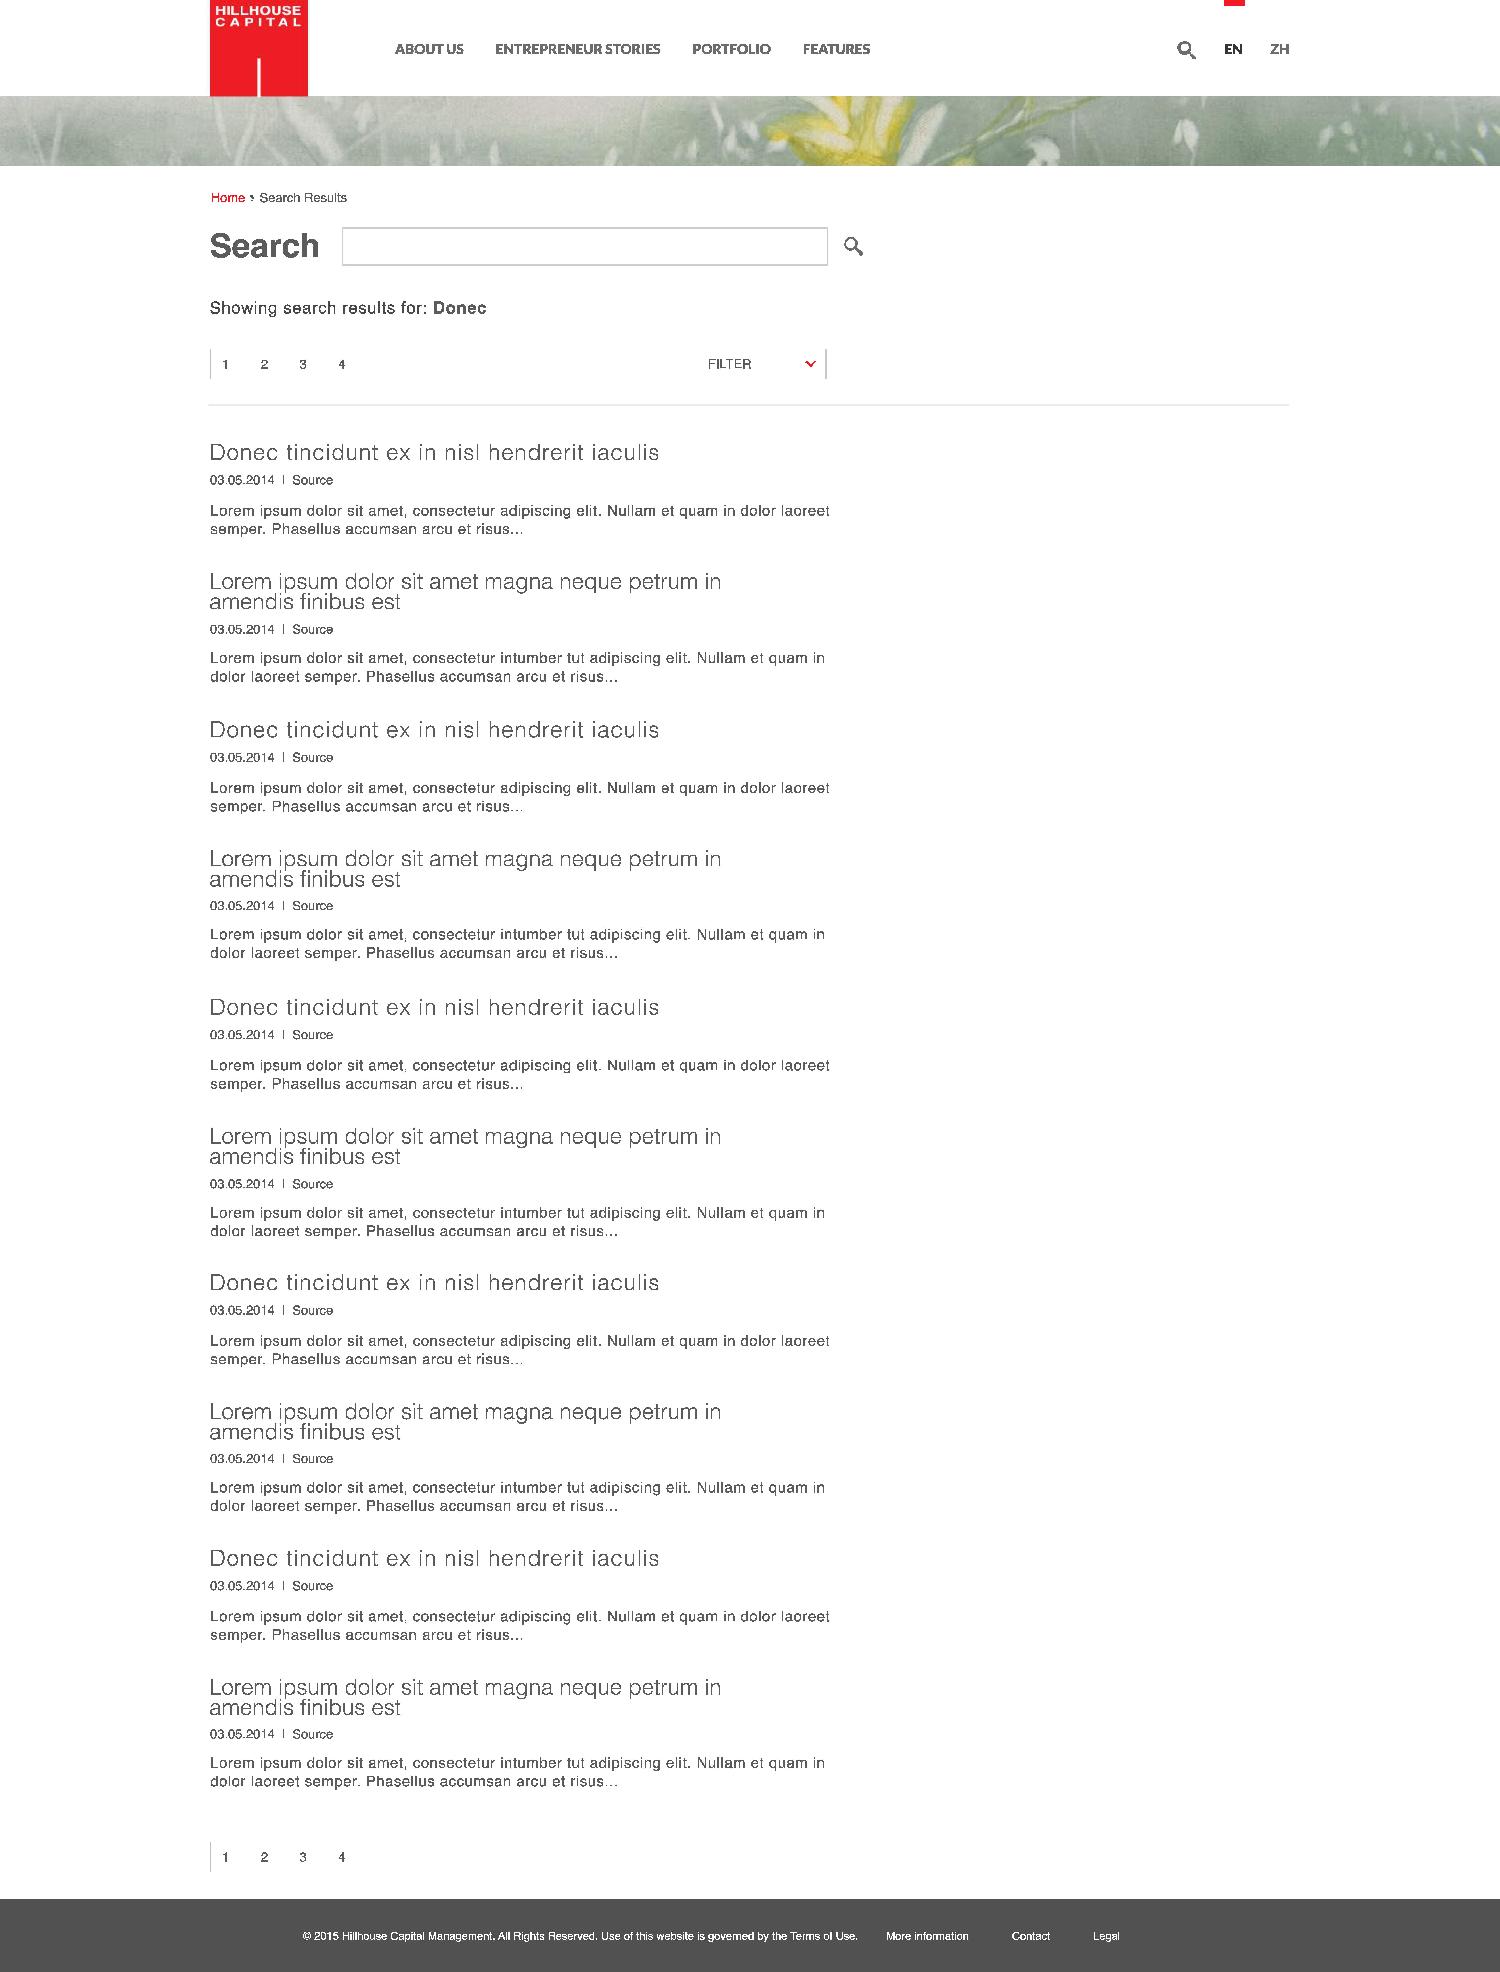 HILLHOUSE
CAPITAL
ABOUT US ENTREPRENEUR STORIES PORTFOLIO FEATURES EN ZH
Home › Search Results
Search
Showing search results for: Donec
1 2 3 4 FILTER
Donec tincidunt ex in nisl hendrerit iaculis
03.05.2014 | Source
Lorem ipsum dolor sit amet, consectetur adipiscing elit. Nullam et quam in dolor laoreet
semper. Phasellus accumsan arcu et risus...
Lorem ipsum dolor sit amet magna neque petrum in
amendis finibus est
03.05.2014 | Source
Lorem ipsum dolor sit amet, consectetur intumber tut adipiscing elit. Nullam et quam in
dolor laoreet semper. Phasellus accumsan arcu et risus...
Donec tincidunt ex in nisl hendrerit iaculis
03.05.2014 | Source
Lorem ipsum dolor sit amet, consectetur adipiscing elit. Nullam et quam in dolor laoreet
semper. Phasellus accumsan arcu et risus...
Lorem ipsum dolor sit amet magna neque petrum in
amendis finibus est
03.05.2014 | Source
Lorem ipsum dolor sit amet, consectetur intumber tut adipiscing elit. Nullam et quam in
dolor laoreet semper. Phasellus accumsan arcu et risus...
Donec tincidunt ex in nisl hendrerit iaculis
03.05.2014 | Source
Lorem ipsum dolor sit amet, consectetur adipiscing elit. Nullam et quam in dolor laoreet
semper. Phasellus accumsan arcu et risus...
Lorem ipsum dolor sit amet magna neque petrum in
amendis finibus est
03.05.2014 | Source
Lorem ipsum dolor sit amet, consectetur intumber tut adipiscing elit. Nullam et quam in
dolor laoreet semper. Phasellus accumsan arcu et risus...
Donec tincidunt ex in nisl hendrerit iaculis
03.05.2014 | Source
Lorem ipsum dolor sit amet, consectetur adipiscing elit. Nullam et quam in dolor laoreet
semper. Phasellus accumsan arcu et risus...
Lorem ipsum dolor sit amet magna neque petrum in
amendis finibus est
03.05.2014 | Source
Lorem ipsum dolor sit amet, consectetur intumber tut adipiscing elit. Nullam et quam in
dolor laoreet semper. Phasellus accumsan arcu et risus...
Donec tincidunt ex in nisl hendrerit iaculis
03.05.2014 | Source
Lorem ipsum dolor sit amet, consectetur adipiscing elit. Nullam et quam in dolor laoreet
semper. Phasellus accumsan arcu et risus...
Lorem ipsum dolor sit amet magna neque petrum in
amendis finibus est
03.05.2014 | Source
Lorem ipsum dolor sit amet, consectetur intumber tut adipiscing elit. Nullam et quam in
dolor laoreet semper. Phasellus accumsan arcu et risus...
1 2 3 4
© 2015 Hillhouse Capital Management. All Rights Reserved. Use of this website is governed by the Terms of Use. More information Contact Legal